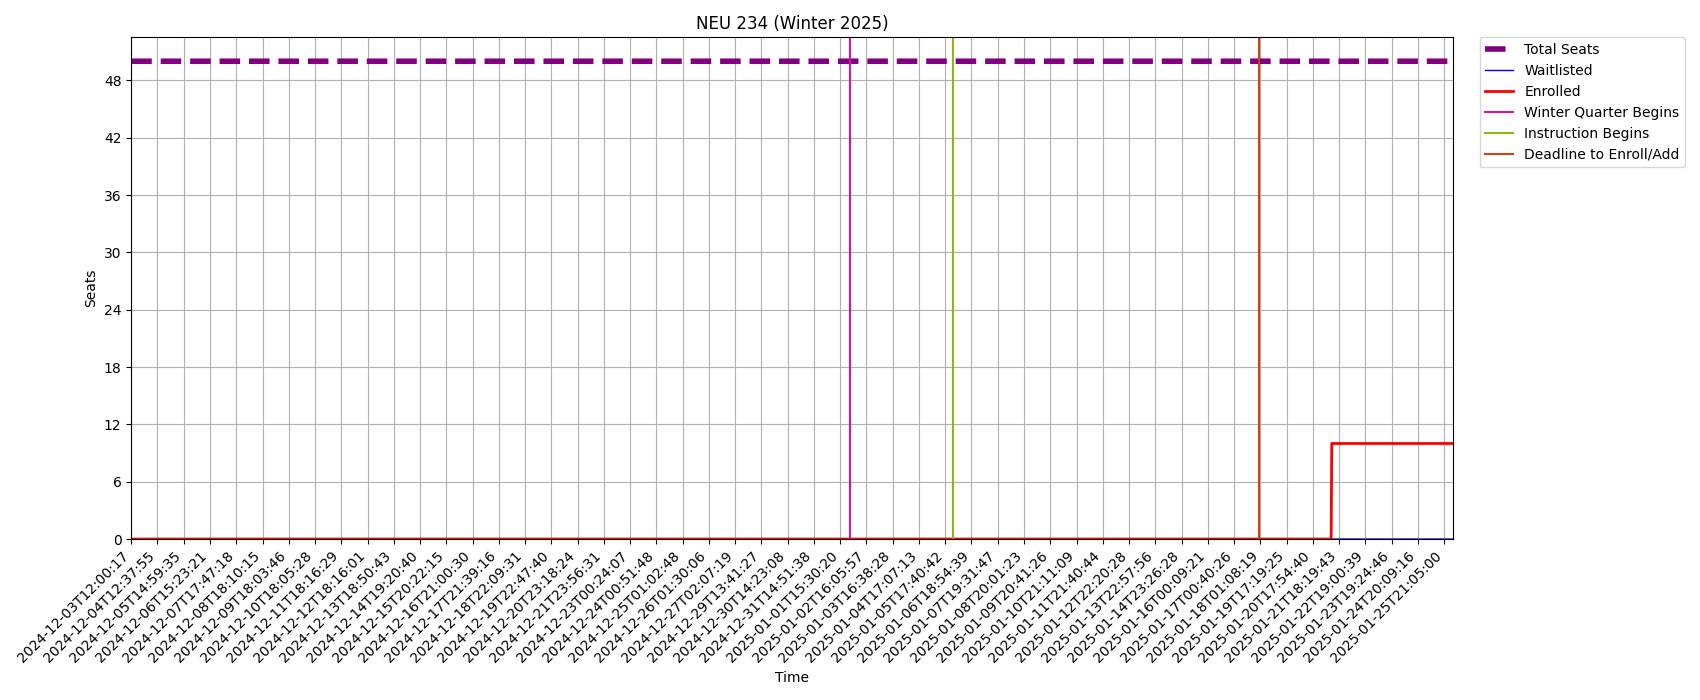 NEU 234 (Winter 2025)
Total Seats
Waitlisted
Enrolled
Winter Quarter Begins
Instruction Begins
Deadline to Enroll/Add
Seats
48
42
36
30
24
18
12
6
0
2024-12-03T12:00:17
2024-12-04T12:37:55
2024-12-05T14:59:35
2024-12-06T15:23:21
2024-12-07T17:47:18
2024-12-08T18:10:15
2024-12-09T18:03:46
2024-12-10T18:05:28
2024-12-11T18:16:29
2024-12-12T18:16:01
2024-12-13T18:50:43
2024-12-14T19:20:40
2024-12-15T20:22:15
2024-12-16T21:00:30
2024-12-17T21:39:16
2024-12-18T22:09:31
2024-12-19T22:47:40
2024-12-20T23:18:24
2024-12-21T23:56:31
2024-12-23T00:24:07
2024-12-24T00:51:48
2024-12-25T01:02:48
2024-12-26T01:30:06
2024-12-27T02:07:19
2024-12-29T13:41:27
2024-12-30T14:23:08
2024-12-31T14:51:38
2025-01-01T15:30:20
2025-01-02T16:05:57
2025-01-03T16:38:28
2025-01-04T17:07:13
2025-01-05T17:40:42
2025-01-06T18:54:39
2025-01-07T19:31:47
2025-01-08T20:01:23
2025-01-09T20:41:26
2025-01-10T21:11:09
2025-01-11T21:40:44
2025-01-12T22:20:28
2025-01-13T22:57:56
2025-01-14T23:26:28
2025-01-16T00:09:21
2025-01-17T00:40:26
2025-01-18T01:08:19
2025-01-19T17:19:25
2025-01-20T17:54:40
2025-01-21T18:19:43
2025-01-22T19:00:39
2025-01-23T19:24:46
2025-01-24T20:09:16
2025-01-25T21:05:00
Time